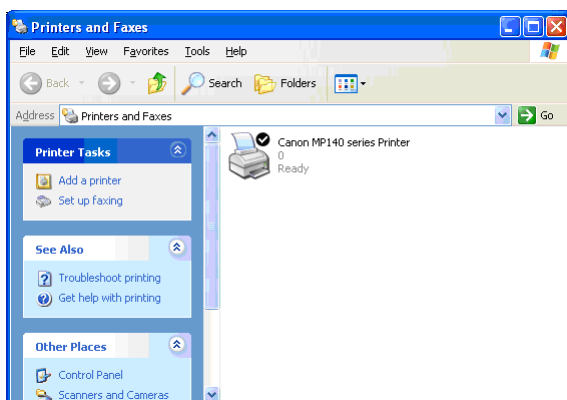 Printers and Faxes
File Edit View Favorites Tools Help
Back Search Folders
Address Printers and Faxes Go
Printer Tasks
Add a printer
Set up faxing
See Also
Troubleshoot printing
Get help with printing
Other Places
Control Panel
Scanners and Cameras
Canon MP140 series Printer
0
Ready